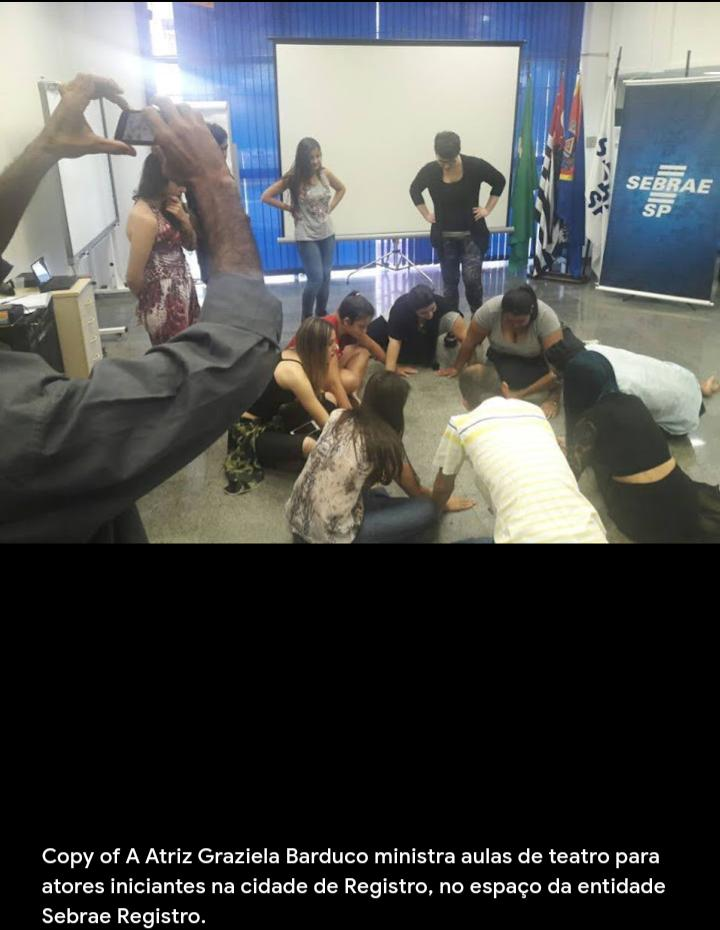 SEBRAE
SP
Copy of A Atriz Graziela Barduco ministra aulas de teatro para
atores iniciantes na cidade de Registro, no espaço da entidade
Sebrae Registro.